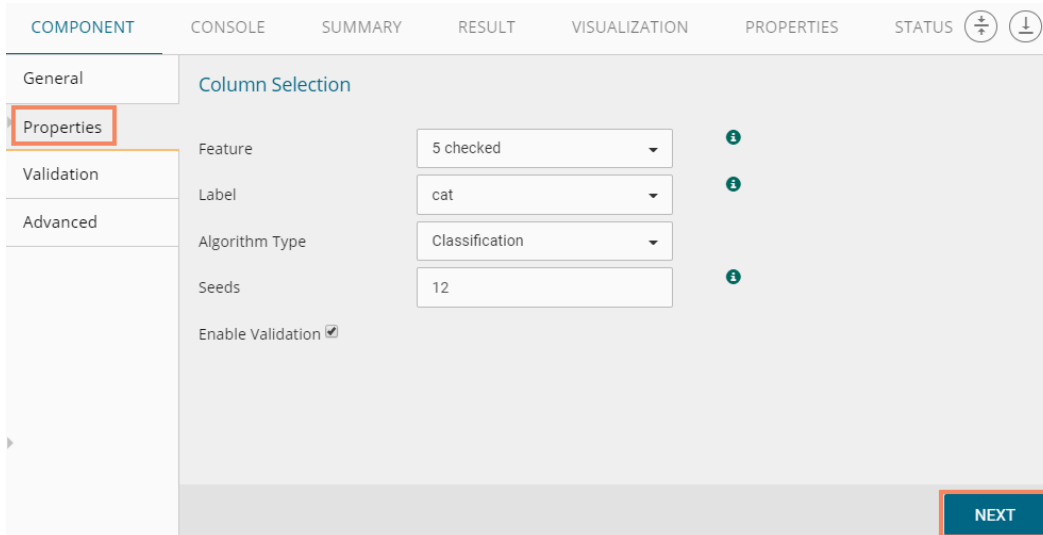 COMPONENT CONSOLE SUMMARY RESULT VISUALIZATION PROPERTIES STATUS
General
Properties
Validation
Advanced
Column Selection
Feature 5 checked
Label cat
Algorithm Type Classification
Seeds 12
Enable Validation
NEXT